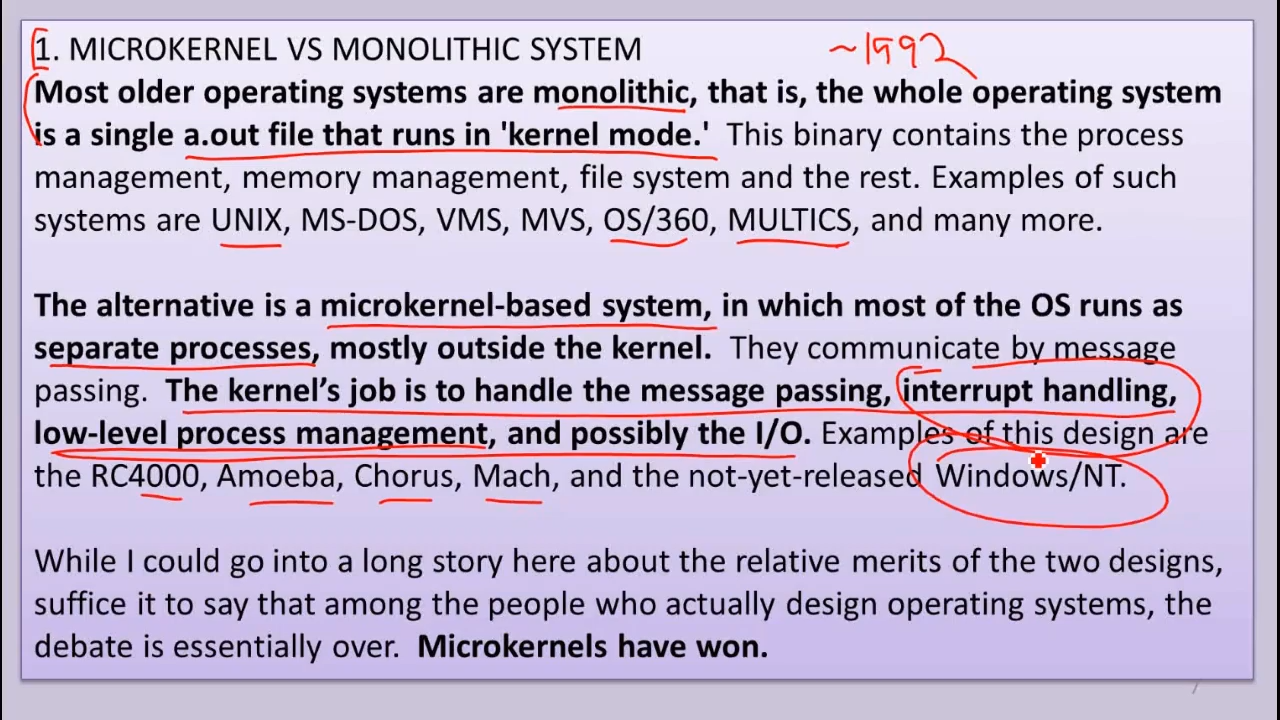 1. MICROKERNEL VS MONOLITHIC SYSTEM
~1992
Most older operating systems are monolithic, that is, the whole operating system
is a single a.out file that runs in 'kernel mode.' This binary contains the process
management, memory management, file system and the rest. Examples of such
systems are UNIX, MS-DOS, VMS, MVS, OS/360, MULTICS, and many more.
The alternative is a microkernel-based system, in which most of the OS runs as
separate processes, mostly outside the kernel. They communicate by message
passing. The kernel’s job is to handle the message passing, interrupt handling,
low-level process management, and possibly the I/O. Examples of this design are
the RC4000, Amoeba, Chorus, Mach, and the not-yet-released Windows/NT.
While I could go into a long story here about the relative merits of the two designs,
suffice it to say that among the people who actually design operating systems, the
debate is essentially over. Microkernels have won.